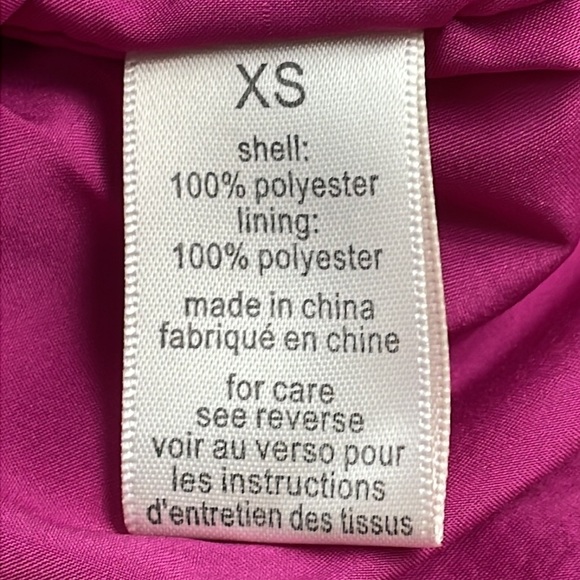 XS
shell:
100% polyester
lining:
100% polyester
made in china
fabriqué en chine
for care
see reverse
voir au verso pour
les instructions
d'entretien des tissus